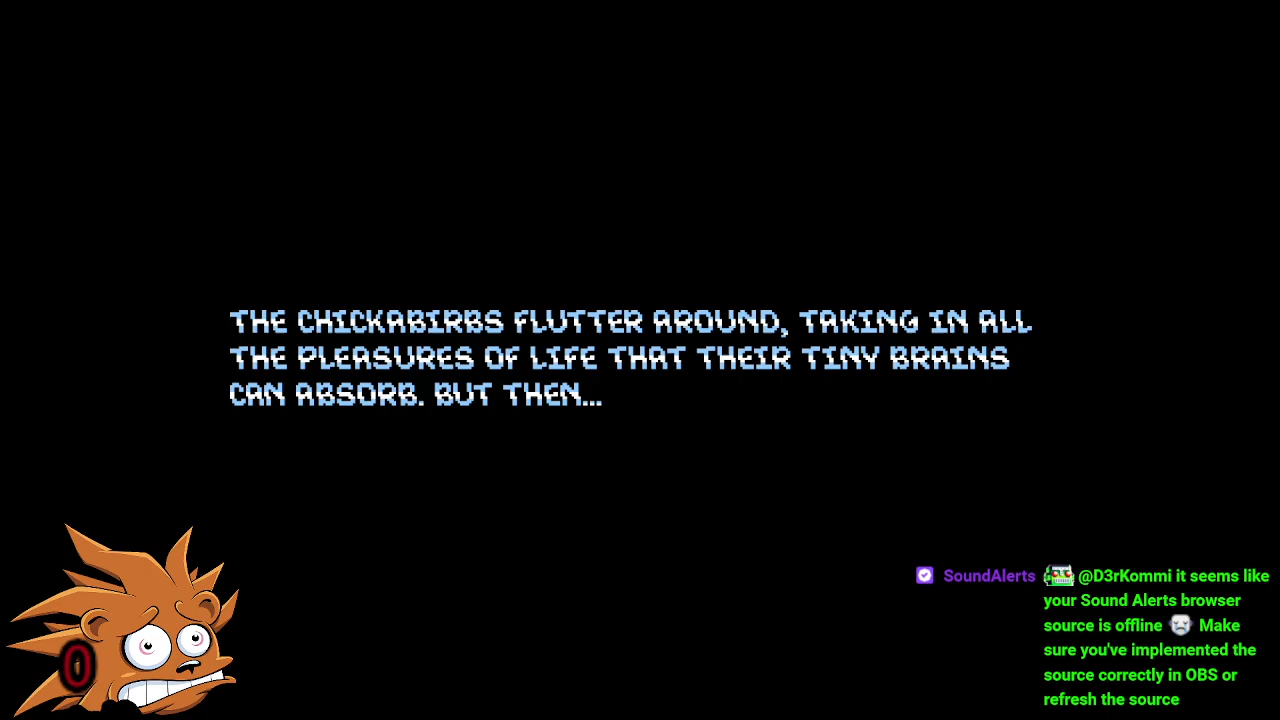 THE CHICKABIRBS FLUTTER AROUND, TAKING IN ALL
THE PLEASURES OF LIFE THAT THEIR TINY BRAINS
CAN ABSORB. BUT THEN...
SoundAlerts @D3rKommi it seems like
your Sound Alerts browser
source is offline Make
sure you've implemented the
source correctly in OBS or
refresh the source
0